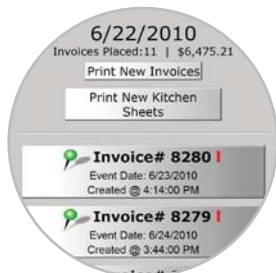 6/22/2010
Invoices Placed:11 | $6,475.21
Print New Invoices
Print New Kitchen
Sheets
Invoice# 8280 !
Event Date: 6/23/2010
Created @ 4:14:00 PM
Invoice# 8279 !
Event Date: 6/24/2010
Created @ 3:44:00 PM